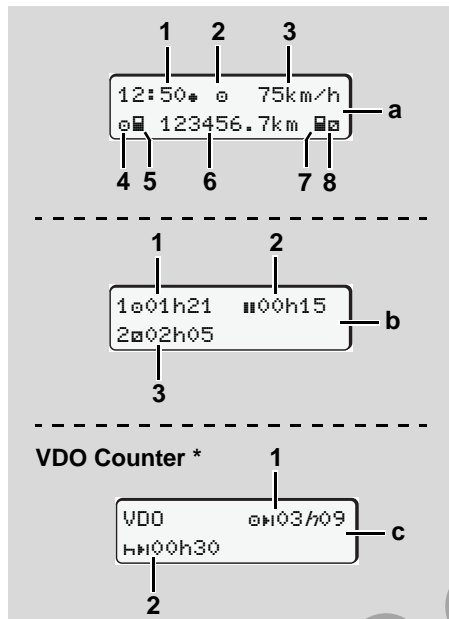 1 2 3
12:50● ⊙ 75km/h
a
⊙ 123456.7km
4 5 6 7 8
1 2
1⊙01h21 00h15
b
2 02h05
3
VDO Counter * 1
VDO ⊙03h09
c
00h30
2